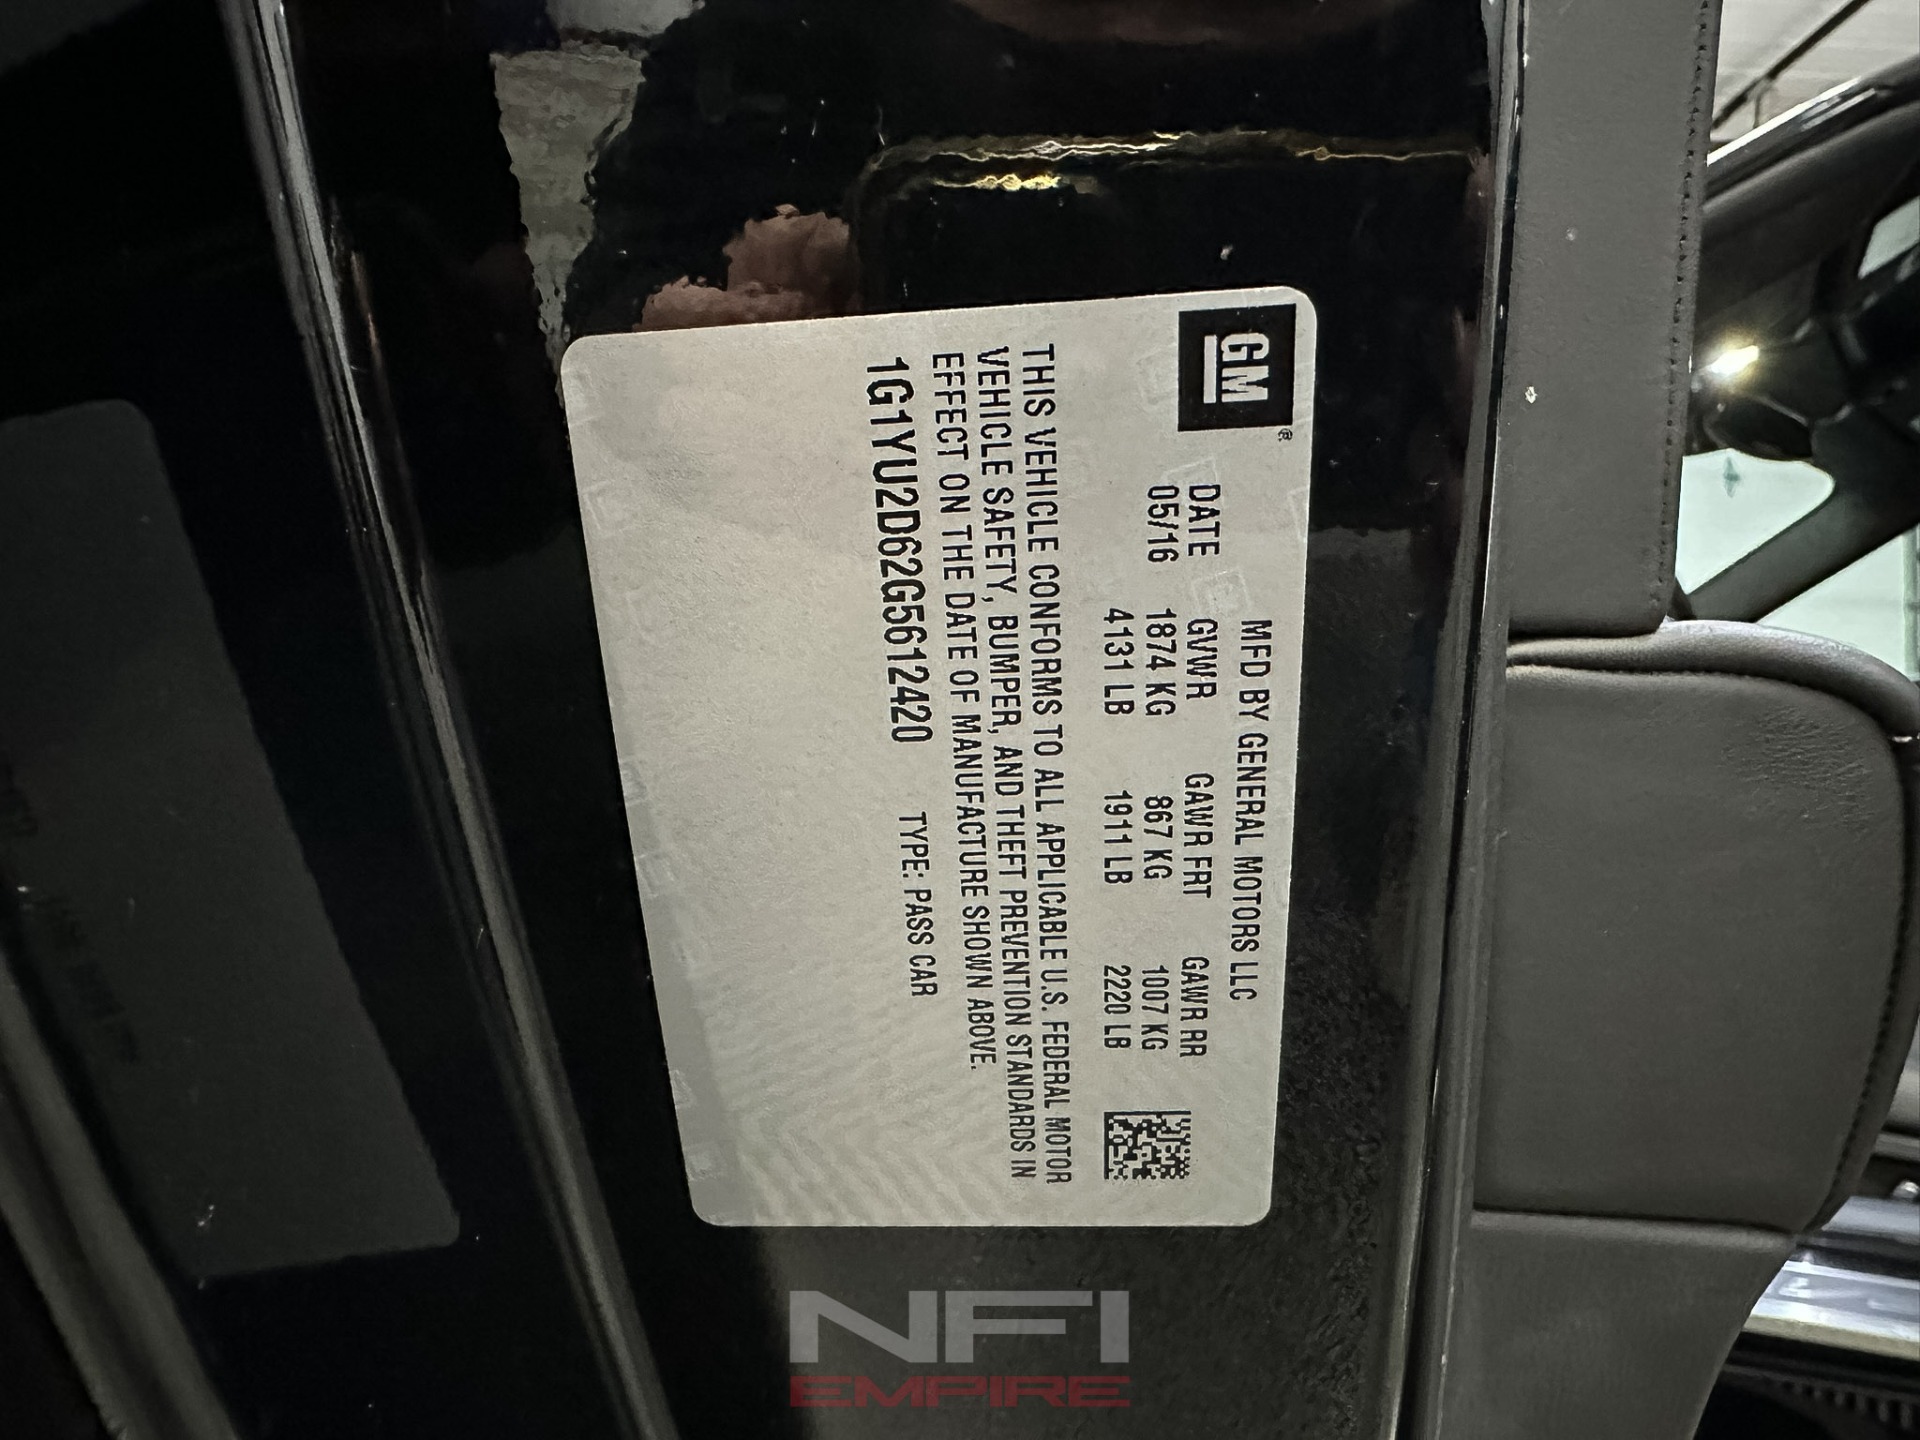 GM®
MFD BY GENERAL MOTORS LLC
DATE GVWR GAWR FRT GAWR RR
05/16 1874 KG 867 KG 1007 KG
4131 LB 1911 LB 2220 LB
THIS VEHICLE CONFORMS TO ALL APPLICABLE U.S. FEDERAL MOTOR
VEHICLE SAFETY, BUMPER, AND THEFT PREVENTION STANDARDS IN
EFFECT ON THE DATE OF MANUFACTURE SHOWN ABOVE.
1G1YU2D62G5612420 TYPE: PASS CAR
NFI
EMPIRE